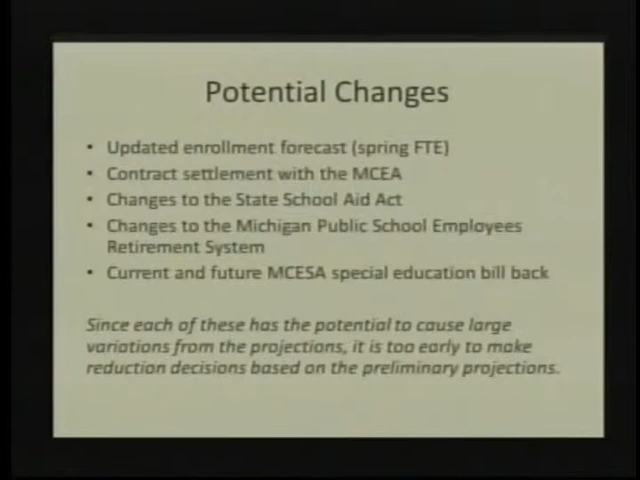 Potential Changes
• Updated enrollment forecast (spring FTE)
• Contract settlement with the MCEA
• Changes to the State School Aid Act
• Changes to the Michigan Public School Employees
Retirement System
• Current and future MCESA special education bill back
Since each of these has the potential to cause large
variations from the projections, it is too early to make
reduction decisions based on the preliminary projections.